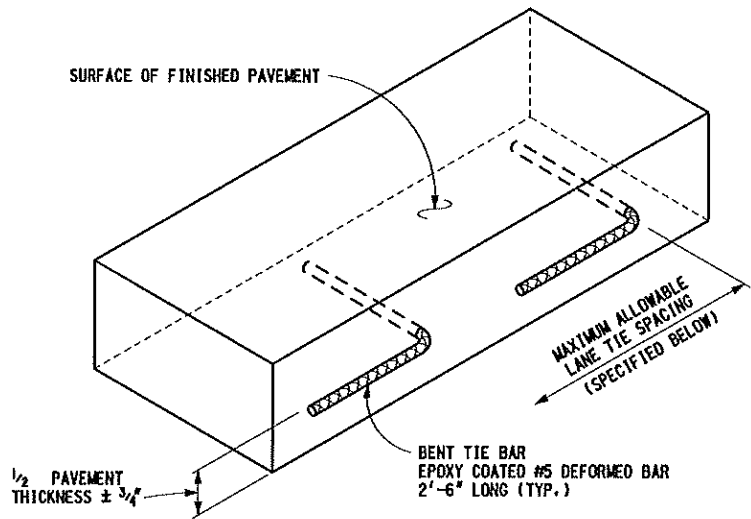 SURFACE OF FINISHED PAVEMENT
MAXIMUM ALLOWABLE
LANE TIE SPACING
(SPECIFIED BELOW)
BENT TIE BAR
EPOXY COATED #5 DEFORMED BAR
2'-6" LONG (TYP.)
1/2 PAVEMENT
THICKNESS ± 3/4"